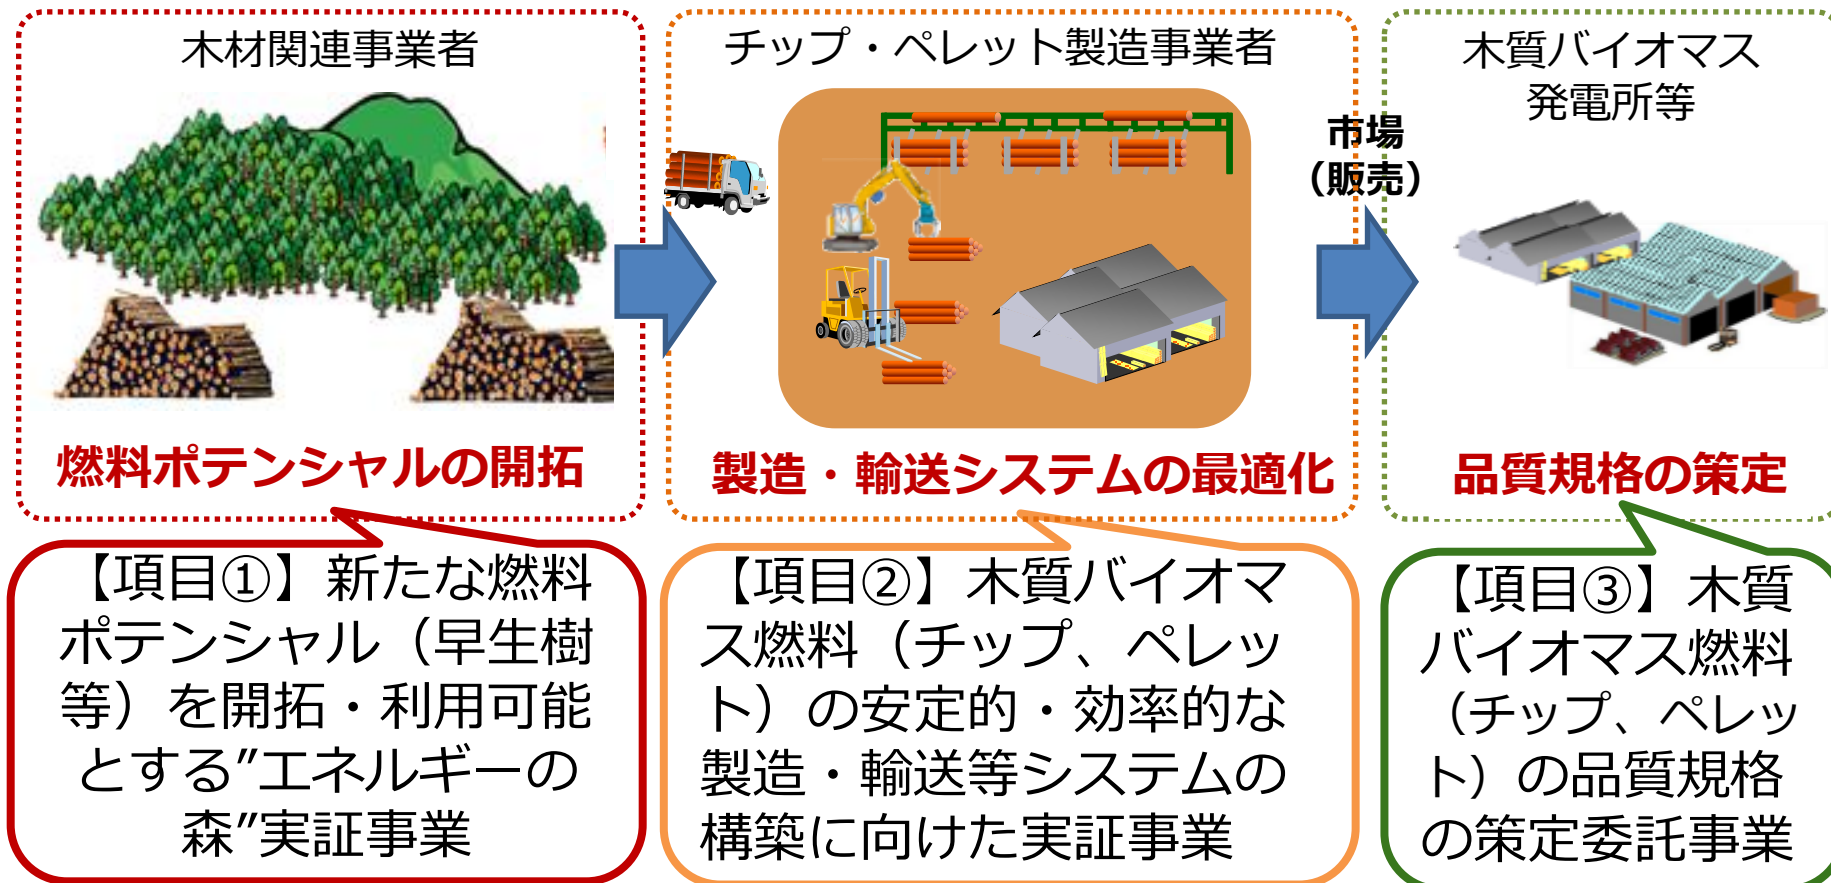 木材関連事業者
燃料ポテンシャルの開拓
【項目①】新たな燃料
ポテンシャル（早生樹
等）を開拓・利用可能
とする”エネルギーの
森”実証事業
チップ・ペレット製造事業者
製造・輸送システムの最適化
【項目②】木質バイオマ
ス燃料（チップ、ペレッ
ト）の安定的・効率的な
製造・輸送等システムの
構築に向けた実証事業
市場
（販売）
木質バイオマス
発電所等
品質規格の策定
【項目③】木質
バイオマス燃料
（チップ、ペレッ
ト）の品質規格
の策定委託事業